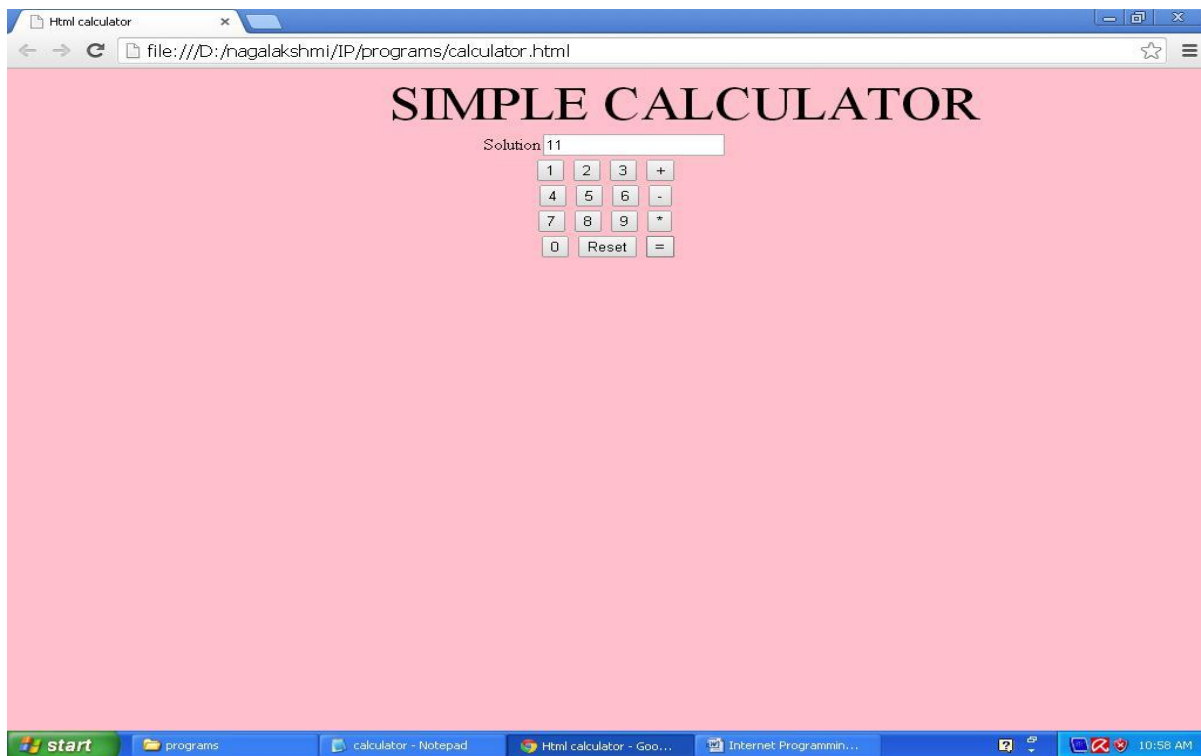 Html calculator
file:///D:/nagalakshmi/IP/programs/calculator.html
SIMPLE CALCULATOR
Solution 11
1 2 3 +
4 5 6 -
7 8 9 *
0 Reset =
start programs calculator - Notepad Html calculator - Goo... Internet Programmin... 10:58 AM